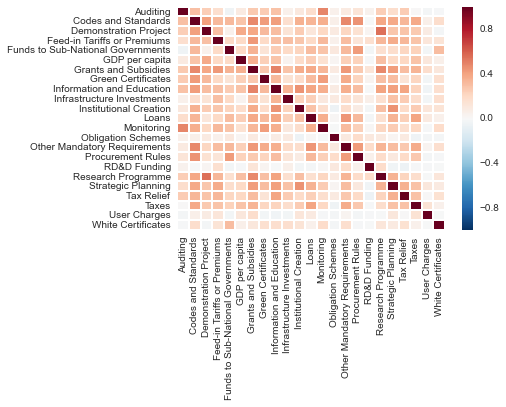 Auditing
Codes and Standards
Demonstration Project
Feed-in Tariffs or Premiums
Funds to Sub-National Governments
GDP per capita
Grants and Subsidies
Green Certificates
Information and Education
Infrastructure Investments
Institutional Creation
Loans
Monitoring
Obligation Schemes
Other Mandatory Requirements
Procurement Rules
RD&D Funding
Research Programme
Strategic Planning
Tax Relief
Taxes
User Charges
White Certificates
0.8
0.4
0.0
−0.4
−0.8
Auditing
Codes and Standards
Demonstration Project
Feed-in Tariffs or Premiums
Funds to Sub-National Governments
GDP per capita
Grants and Subsidies
Green Certificates
Information and Education
Infrastructure Investments
Institutional Creation
Loans
Monitoring
Obligation Schemes
Other Mandatory Requirements
Procurement Rules
RD&D Funding
Research Programme
Strategic Planning
Tax Relief
Taxes
User Charges
White Certificates